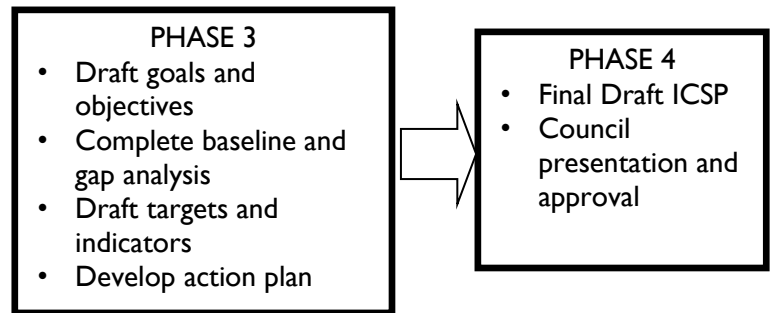 PHASE 3
• Draft goals and
objectives
• Complete baseline and
gap analysis
• Draft targets and
indicators
• Develop action plan
PHASE 4
• Final Draft ICSP
• Council
presentation and
approval